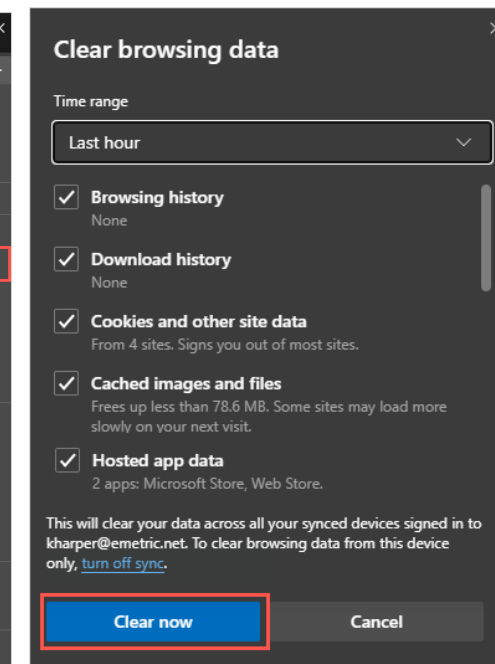 Clear browsing data
Time range
Last hour
Browsing history
None
Download history
None
Cookies and other site data
From 4 sites. Signs you out of most sites.
Cached images and files
Frees up less than 78.6 MB. Some sites may load more
slowly on your next visit.
Hosted app data
2 apps: Microsoft Store, Web Store.
This will clear your data across all your synced devices signed in to
kharper@emetric.net. To clear browsing data from this device
only, turn off sync.
Clear now
Cancel